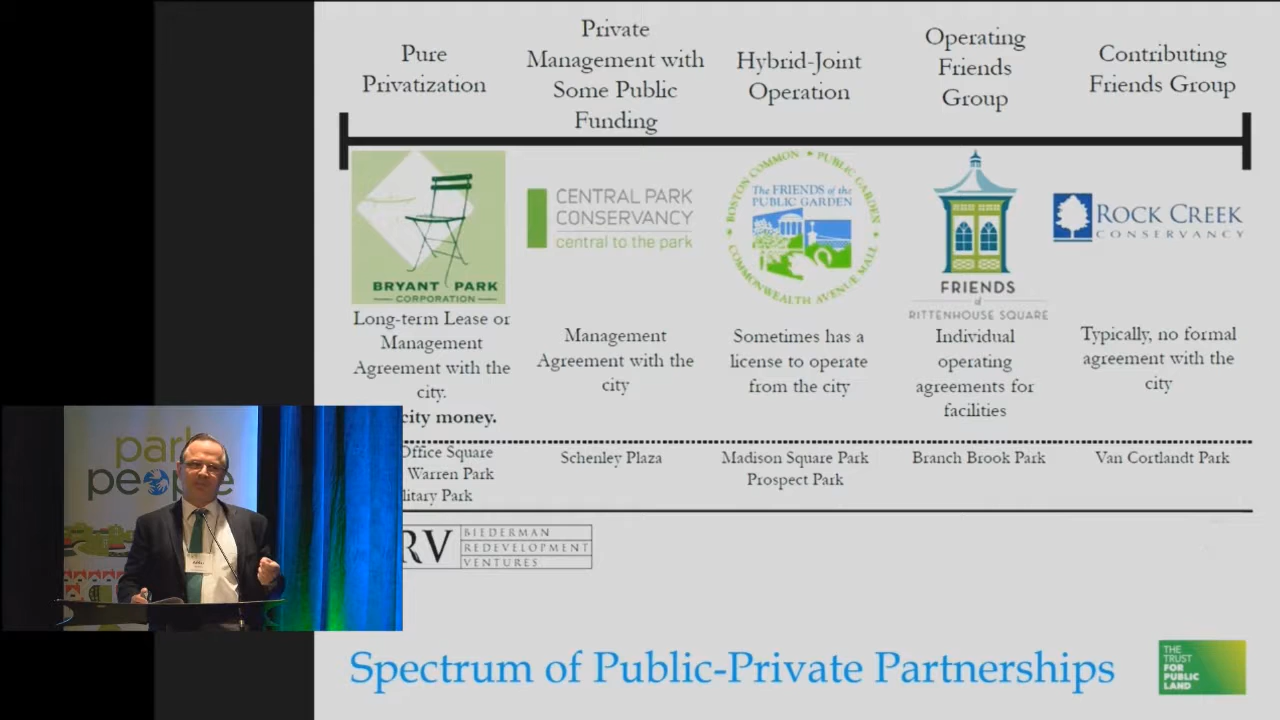 Pure
Privatization
Private
Management with
Some Public
Funding
Hybrid-Joint
Operation
Operating
Friends
Group
Contributing
Friends Group
BRYANT PARK
CORPORATION
CENTRAL PARK
CONSERVANCY
central to the park
BOSTON COMMON • PUBLIC GARDEN
COMMONWEALTH AVENUE MALL
The FRIENDS of the
PUBLIC GARDEN
FRIENDS
of
RITTENHOUSE SQUARE
ROCK CREEK
CONSERVANCY
Long-term Lease or
Management
Agreement with the
city.
city money.
Management
Agreement with the
city
Sometimes has a
license to operate
from the city
Individual
operating
agreements for
facilities
Typically, no formal
agreement with the
city
Office Square
Warren Park
litary Park
Schenley Plaza
Madison Square Park
Prospect Park
Branch Brook Park
Van Cortlandt Park
RV
BIEDERMAN
REDEVELOPMENT
VENTURES
park
people
Spectrum of Public-Private Partnerships
THE
TRUST
FOR
PUBLIC
LAND